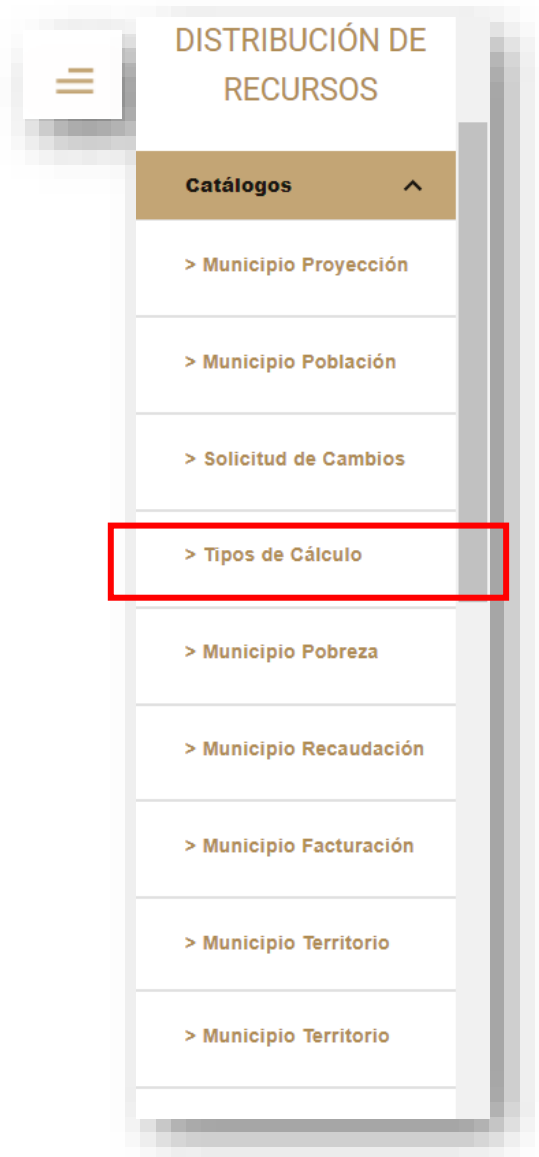 DISTRIBUCIÓN DE
RECURSOS
Catálogos
> Municipio Proyección
> Municipio Población
> Solicitud de Cambios
> Tipos de Cálculo
> Municipio Pobreza
> Municipio Recaudación
> Municipio Facturación
> Municipio Territorio
> Municipio Territorio